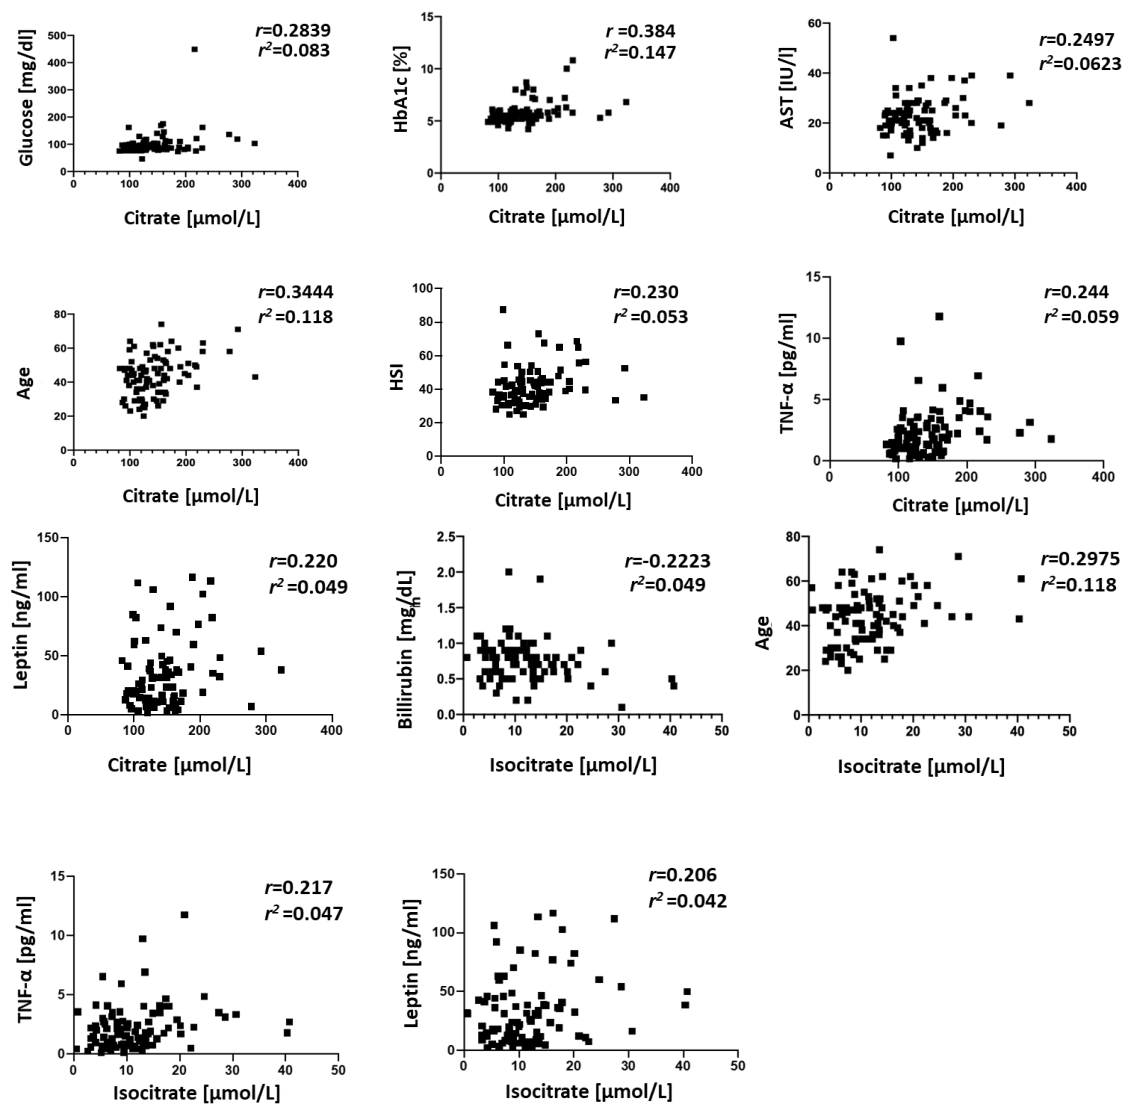 r=0.2839
r²=0.083
Glucose [mg/dl]
500
400
300
200
100
0
0 100 200 300 400
Citrate [µmol/L]
r =0.384
r²=0.147
HbA1c [%]
15
10
5
0
0 100 200 300 400
Citrate [µmol/L]
r=0.2497
r²=0.0623
AST [IU/l]
60
40
20
0
0 100 200 300 400
Citrate [µmol/L]
r=0.3444
r² =0.118
Age
80
60
40
20
0
0 100 200 300 400
Citrate [µmol/L]
r=0.230
r² =0.053
HSI
100
80
60
40
20
0
0 100 200 300 400
Citrate [µmol/L]
r=0.244
r² =0.059
TNF-α [pg/ml]
15
10
5
0
0 100 200 300 400
Citrate [µmol/L]
r=0.220
r² =0.049
Leptin [ng/ml]
150
100
50
0
0 100 200 300 400
Citrate [µmol/L]
r=-0.2223
r²=0.049
Billirubin [mg/dL]
m
2.5
2.0
1.5
1.0
0.5
0.0
0 10 20 30 40 50
Isocitrate [µmol/L]
r=0.2975
r²=0.118
Age
80
60
40
20
0
0 10 20 30 40 50
Isocitrate [µmol/L]
r=0.217
r² =0.047
TNF-α [pg/ml]
15
10
5
0
0 10 20 30 40 50
Isocitrate [µmol/L]
r=0.206
r² =0.042
Leptin [ng/ml]
150
100
50
0
0 10 20 30 40 50
Isocitrate [µmol/L]